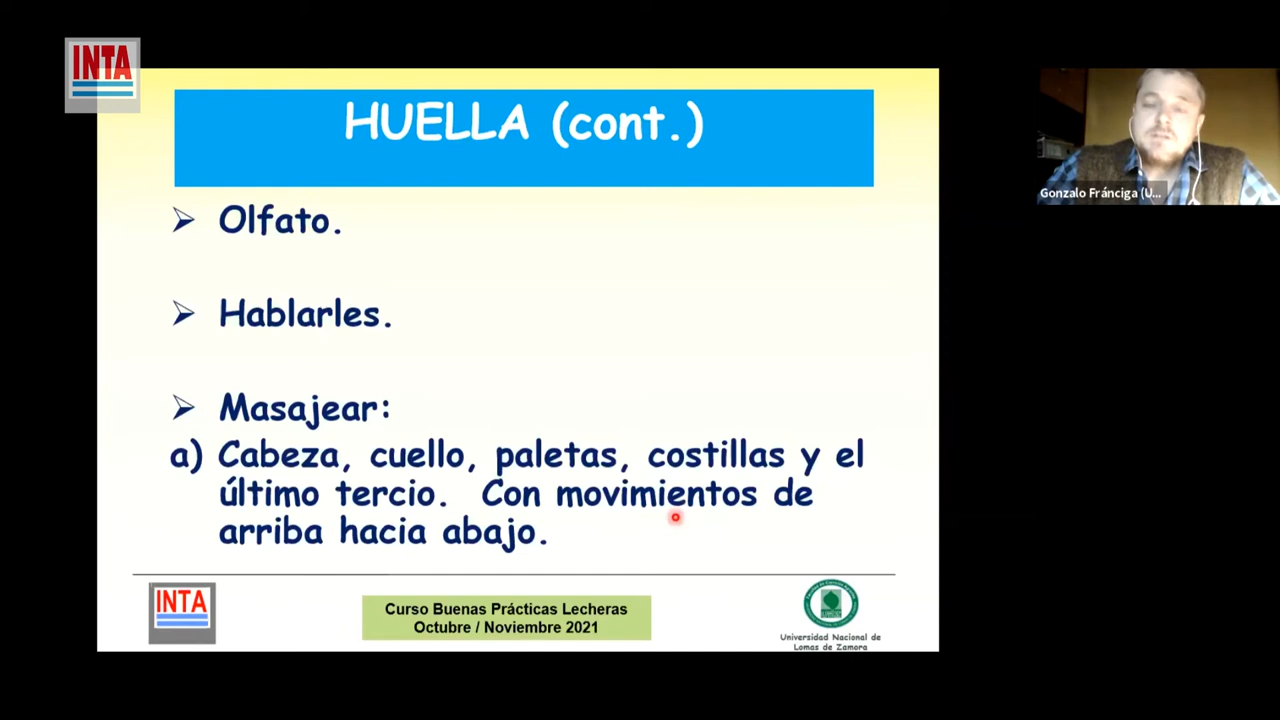 INTA
HUELLA (cont.)
➢ Olfato.
➢ Hablarles.
➢ Masajear:
a) Cabeza, cuello, paletas, costillas y el
último tercio. Con movimientos de
arriba hacia abajo.
INTA
Curso Buenas Prácticas Lecheras
Octubre / Noviembre 2021
Universidad Nacional de
Lomas de Zamora
Gonzalo Fránciga (U...